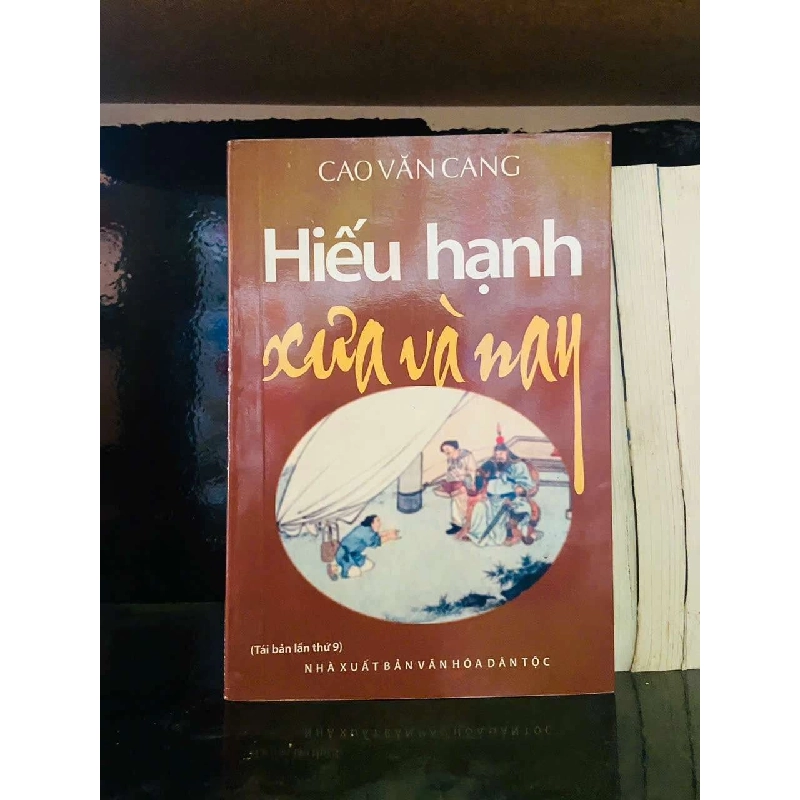 CAO VĂN CANG
Hiếu hạnh
xưa và nay
(Tái bản lần thứ 9)
NHÀ XUẤT BẢN VĂN HÓA DÂN TỘC